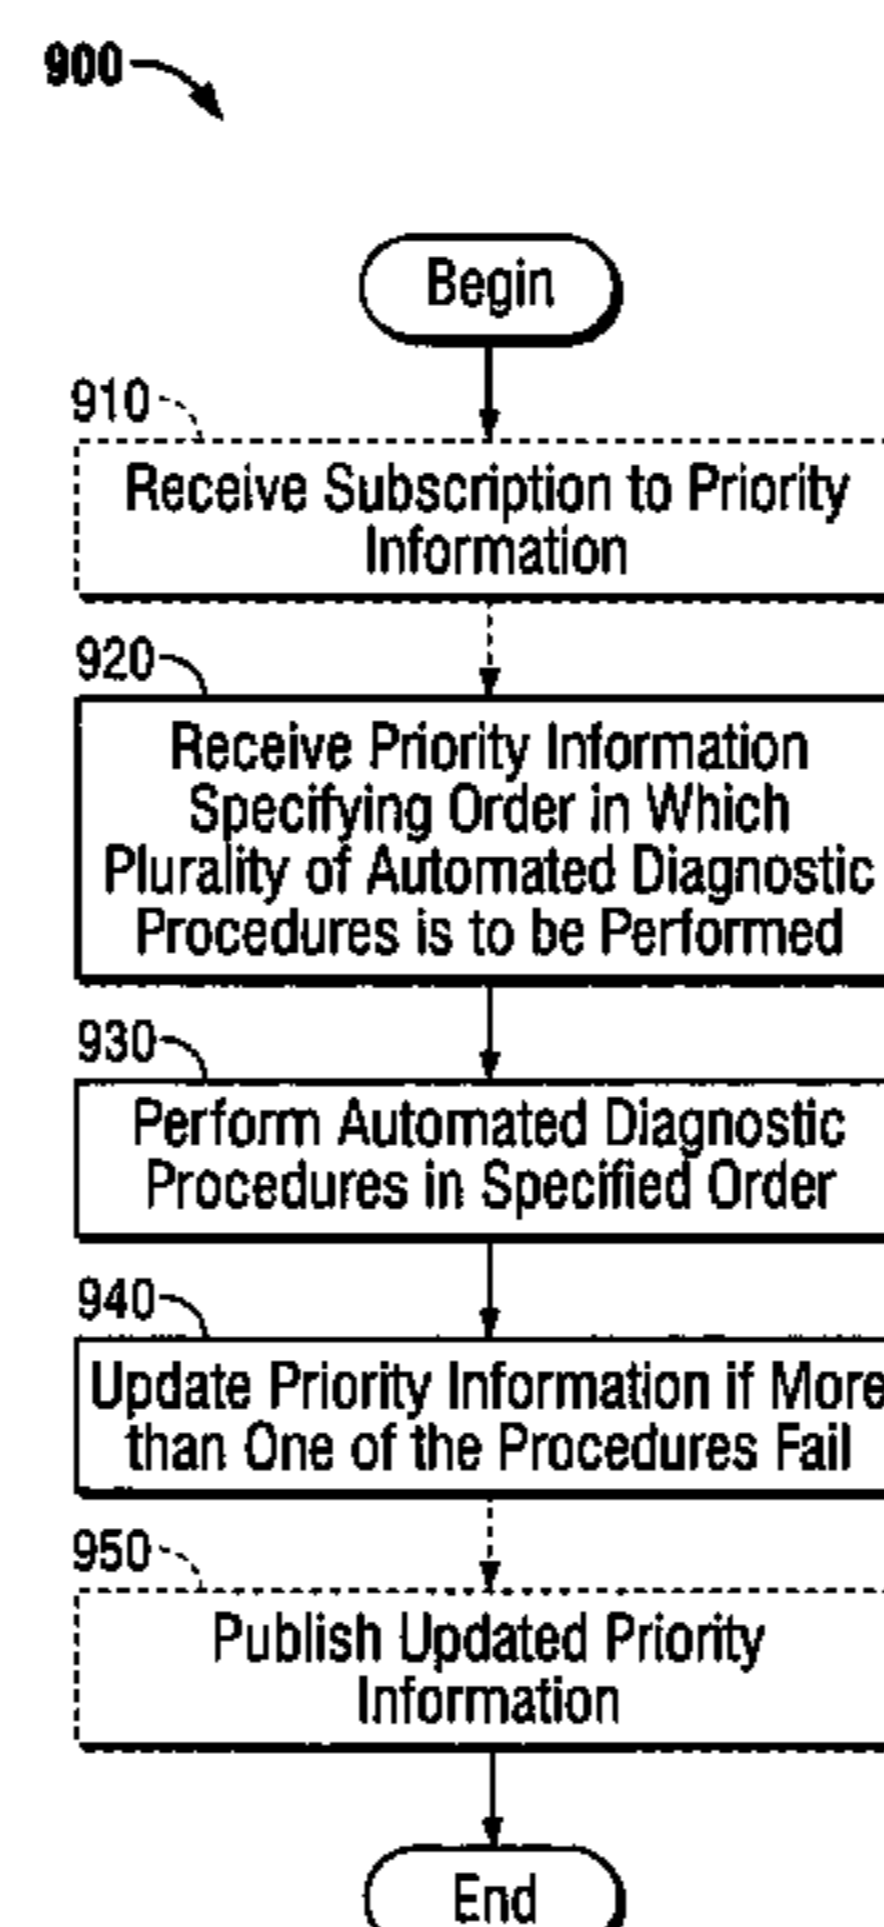 900
Begin
910
Receive Subscription to Priority
Information
920
Receive Priority Information
Specifying Order in Which
Plurality of Automated Diagnostic
Procedures is to be Performed
930
Perform Automated Diagnostic
Procedures in Specified Order
940
Update Priority Information if More
than One of the Procedures Fail
950
Publish Updated Priority
Information
End